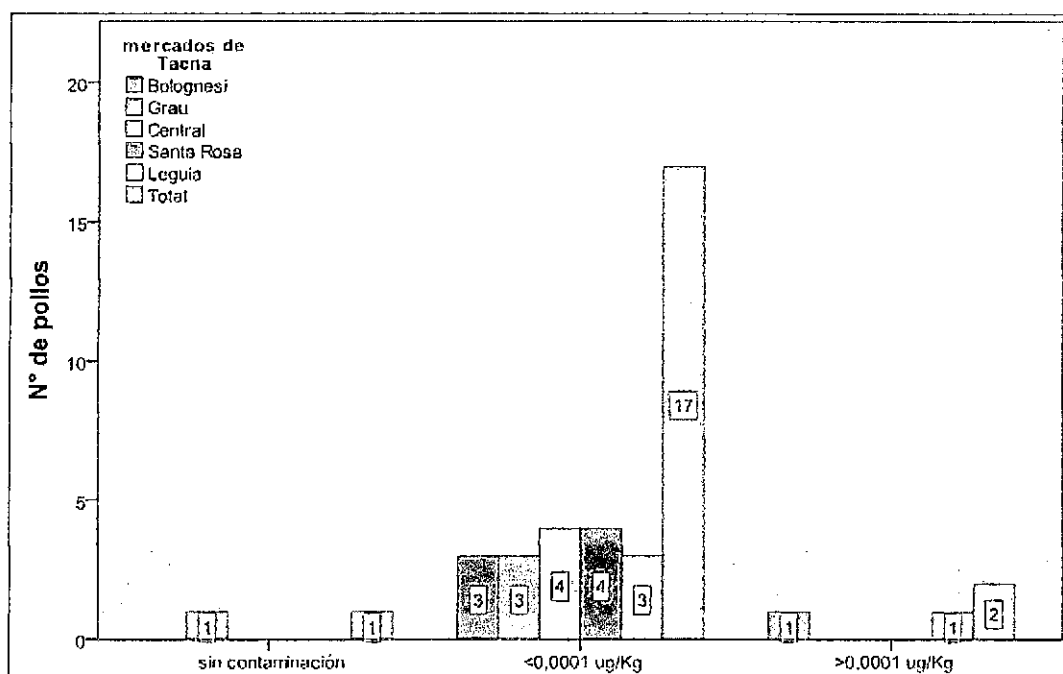 mercados de
Tacna
Bolognesi
Grau
Central
Santa Rosa
Leguia
Total
N° de pollos
20
15
10
5
0
1
1
3
3
4
4
3
17
1
1
2
sin contaminación
<0,0001 ug/Kg
>0,0001 ug/Kg